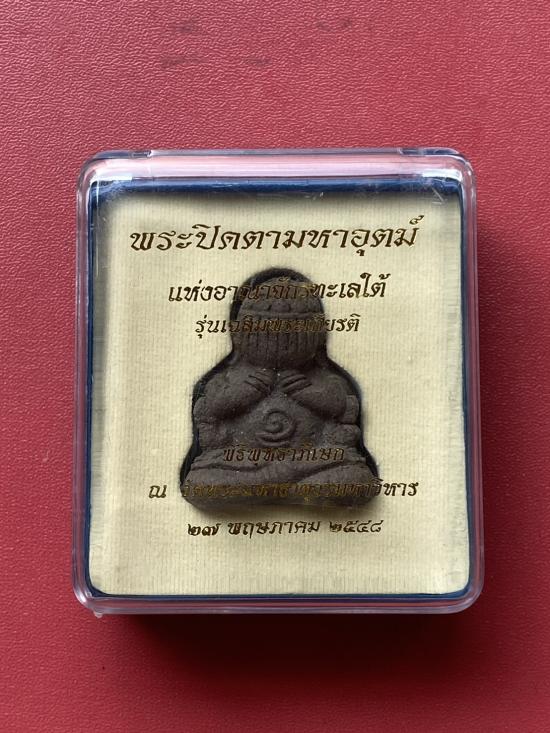 พระปิดตามหาอุตม์
แห่งอาณาจักรทะเลใต้
รุ่นเฉลิมพระเกียรติ
พิธีพุทธาภิเษก
ณ วัดพระมหาธาตุวรมหาวิหาร
๒๗ พฤษภาคม ๒๕๔๘